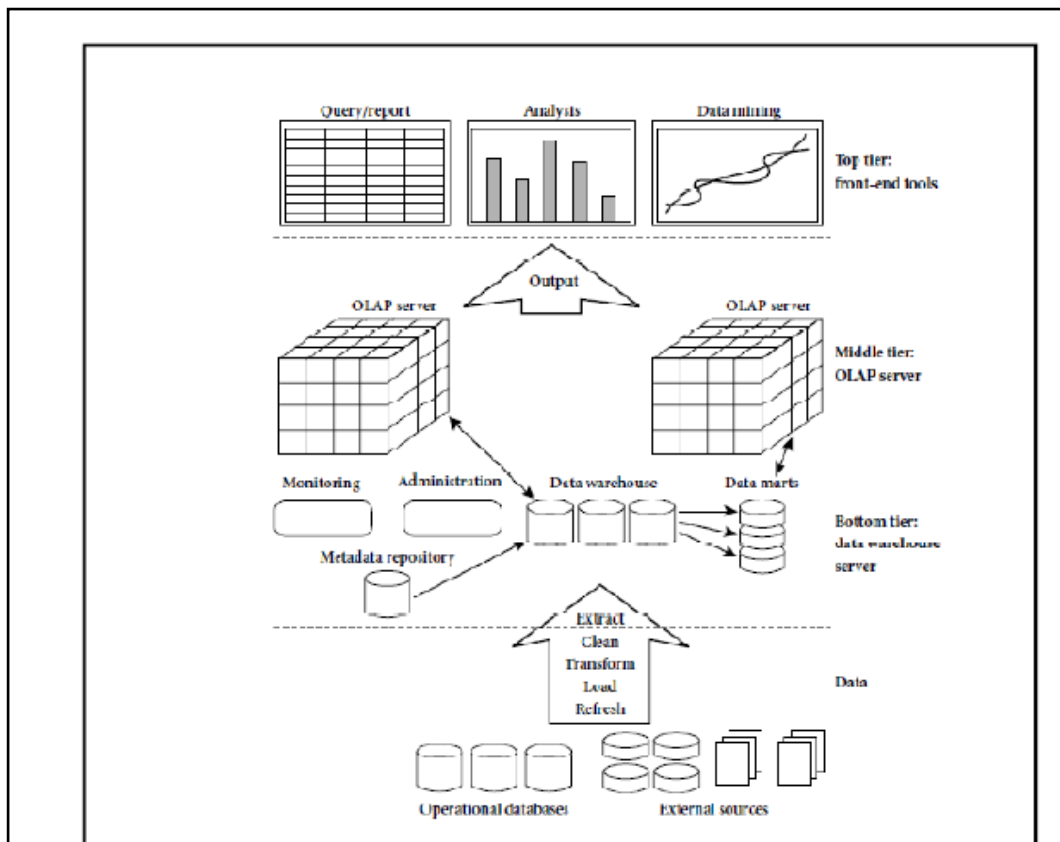 Query/report
Analysis
Data mining
Top tier:
front-end tools
Output
OLAP server
OLAP server
Middle tier:
OLAP server
Monitoring
Administration
Data warehouse
Data marts
Bottom tier:
data warehouse
server
Metadata repository
Extract
Clean
Transform
Load
Refresh
Data
Operational databases
External sources